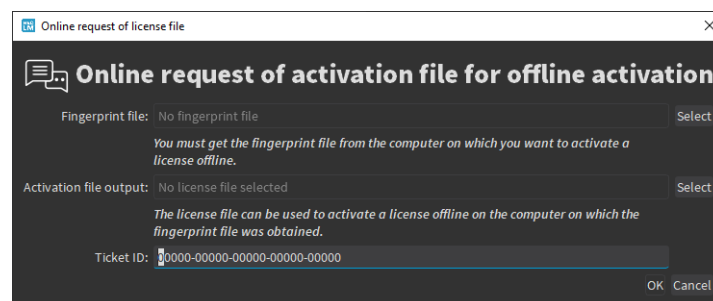 Online request of license file
Online request of activation file for offline activation
Fingerprint file: No fingerprint file Select
You must get the fingerprint file from the computer on which you want to activate a
license offline.
Activation file output: No license file selected Select
The license file can be used to activate a license offline on the computer on which the
fingerprint file was obtained.
Ticket ID: 00000-00000-00000-00000-00000
OK Cancel